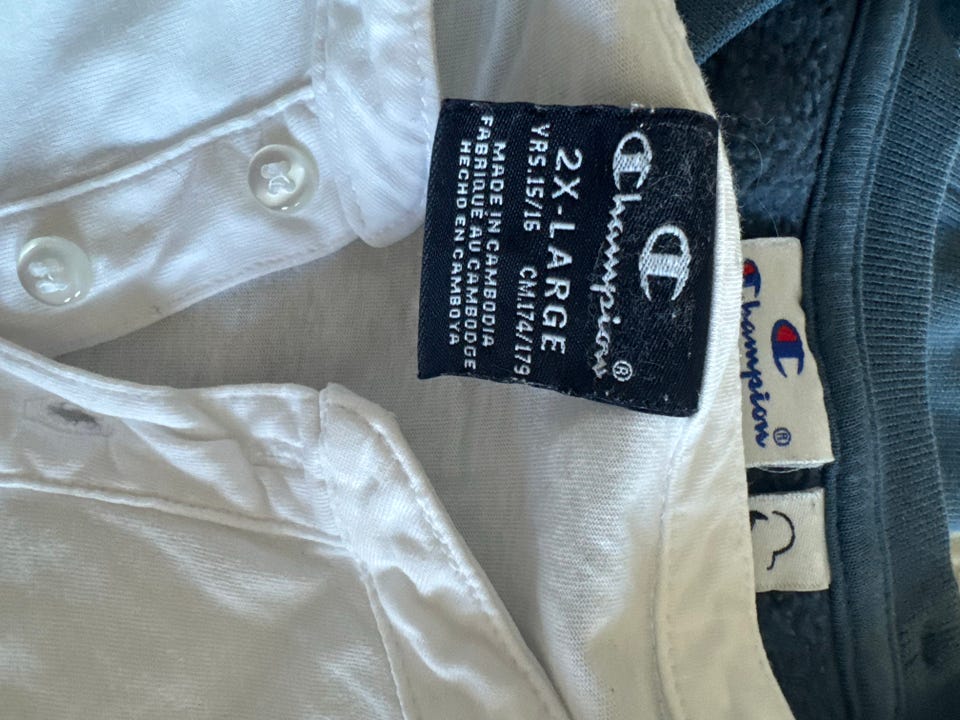 Champion®
2X-LARGE
YRS.15/16 CM.174/179
MADE IN CAMBODIA
FABRIQUÉ AU CAMBODGE
HECHO EN CAMBOYA
Champion®